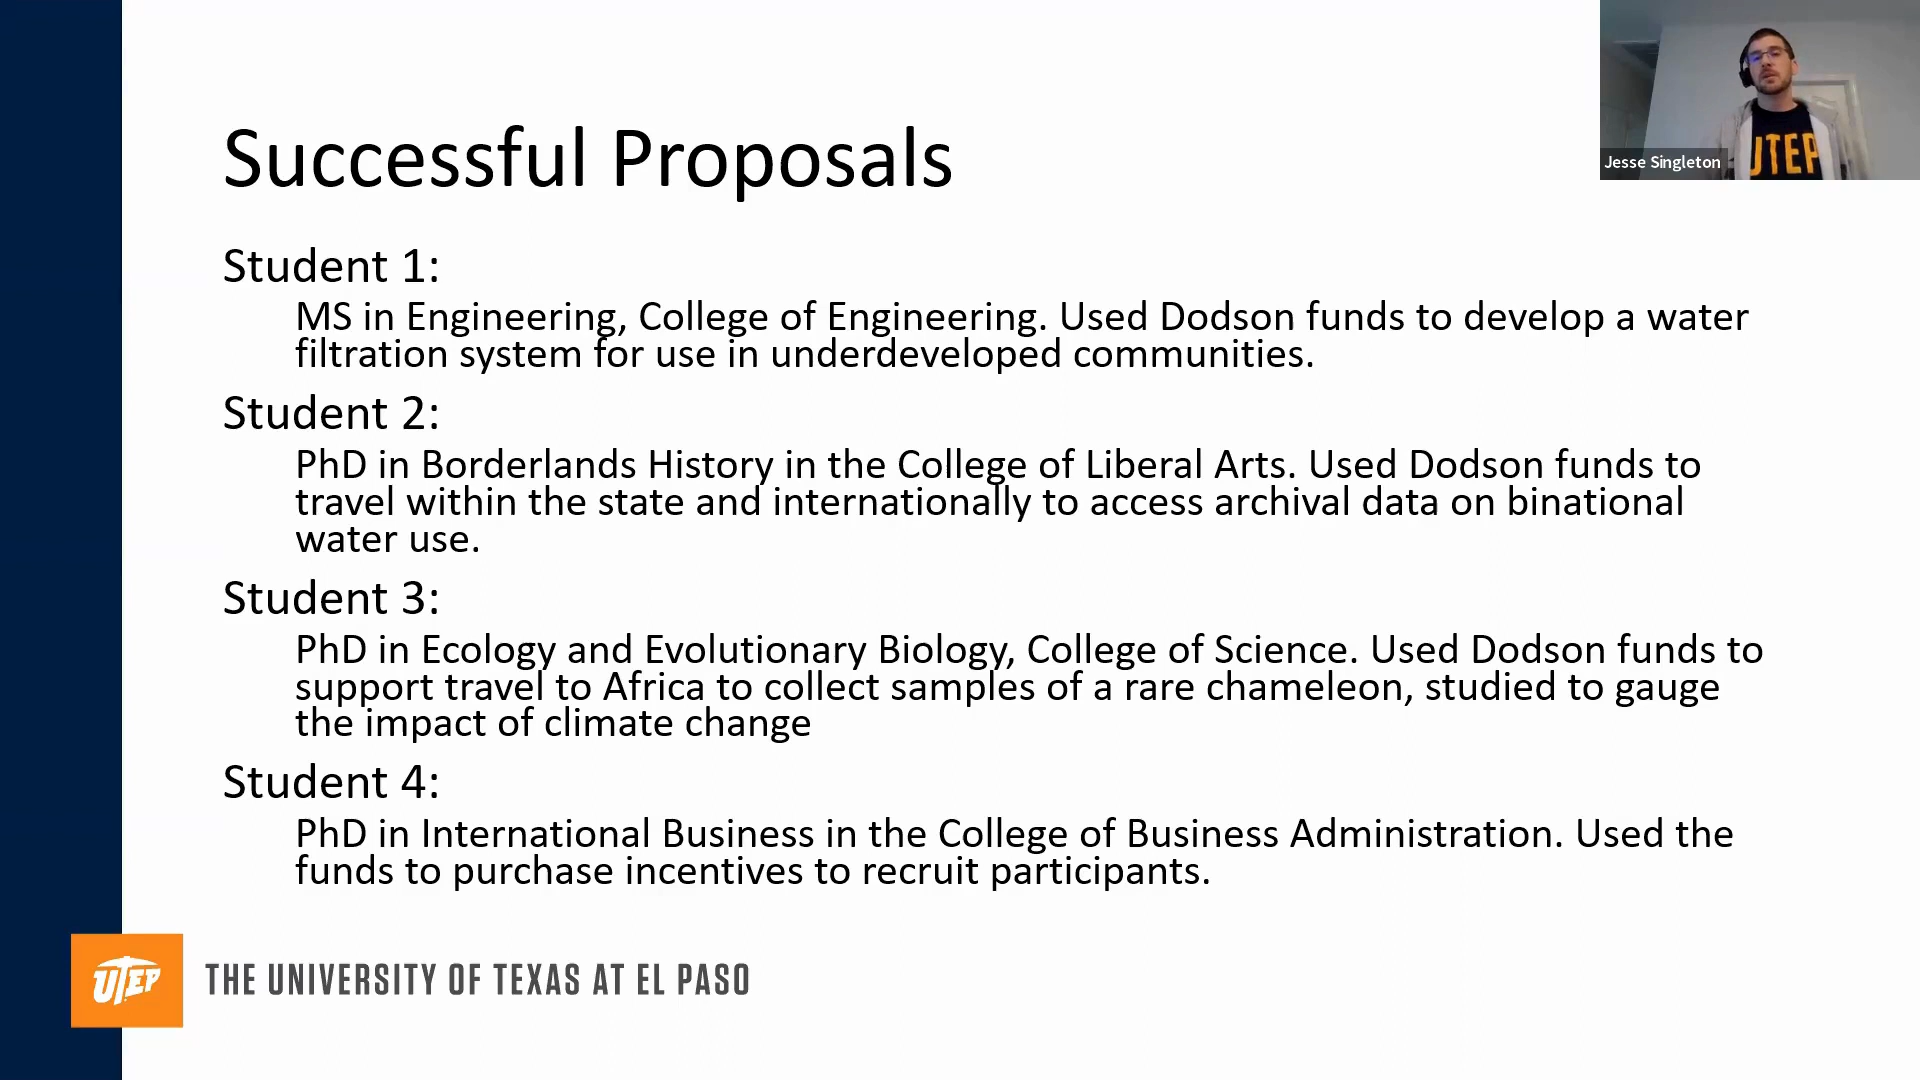 Successful Proposals
Jesse Singleton
UTEP
Student 1:
MS in Engineering, College of Engineering. Used Dodson funds to develop a water
filtration system for use in underdeveloped communities.
Student 2:
PhD in Borderlands History in the College of Liberal Arts. Used Dodson funds to
travel within the state and internationally to access archival data on binational
water use.
Student 3:
PhD in Ecology and Evolutionary Biology, College of Science. Used Dodson funds to
support travel to Africa to collect samples of a rare chameleon, studied to gauge
the impact of climate change
Student 4:
PhD in International Business in the College of Business Administration. Used the
funds to purchase incentives to recruit participants.
UTEP
THE UNIVERSITY OF TEXAS AT EL PASO